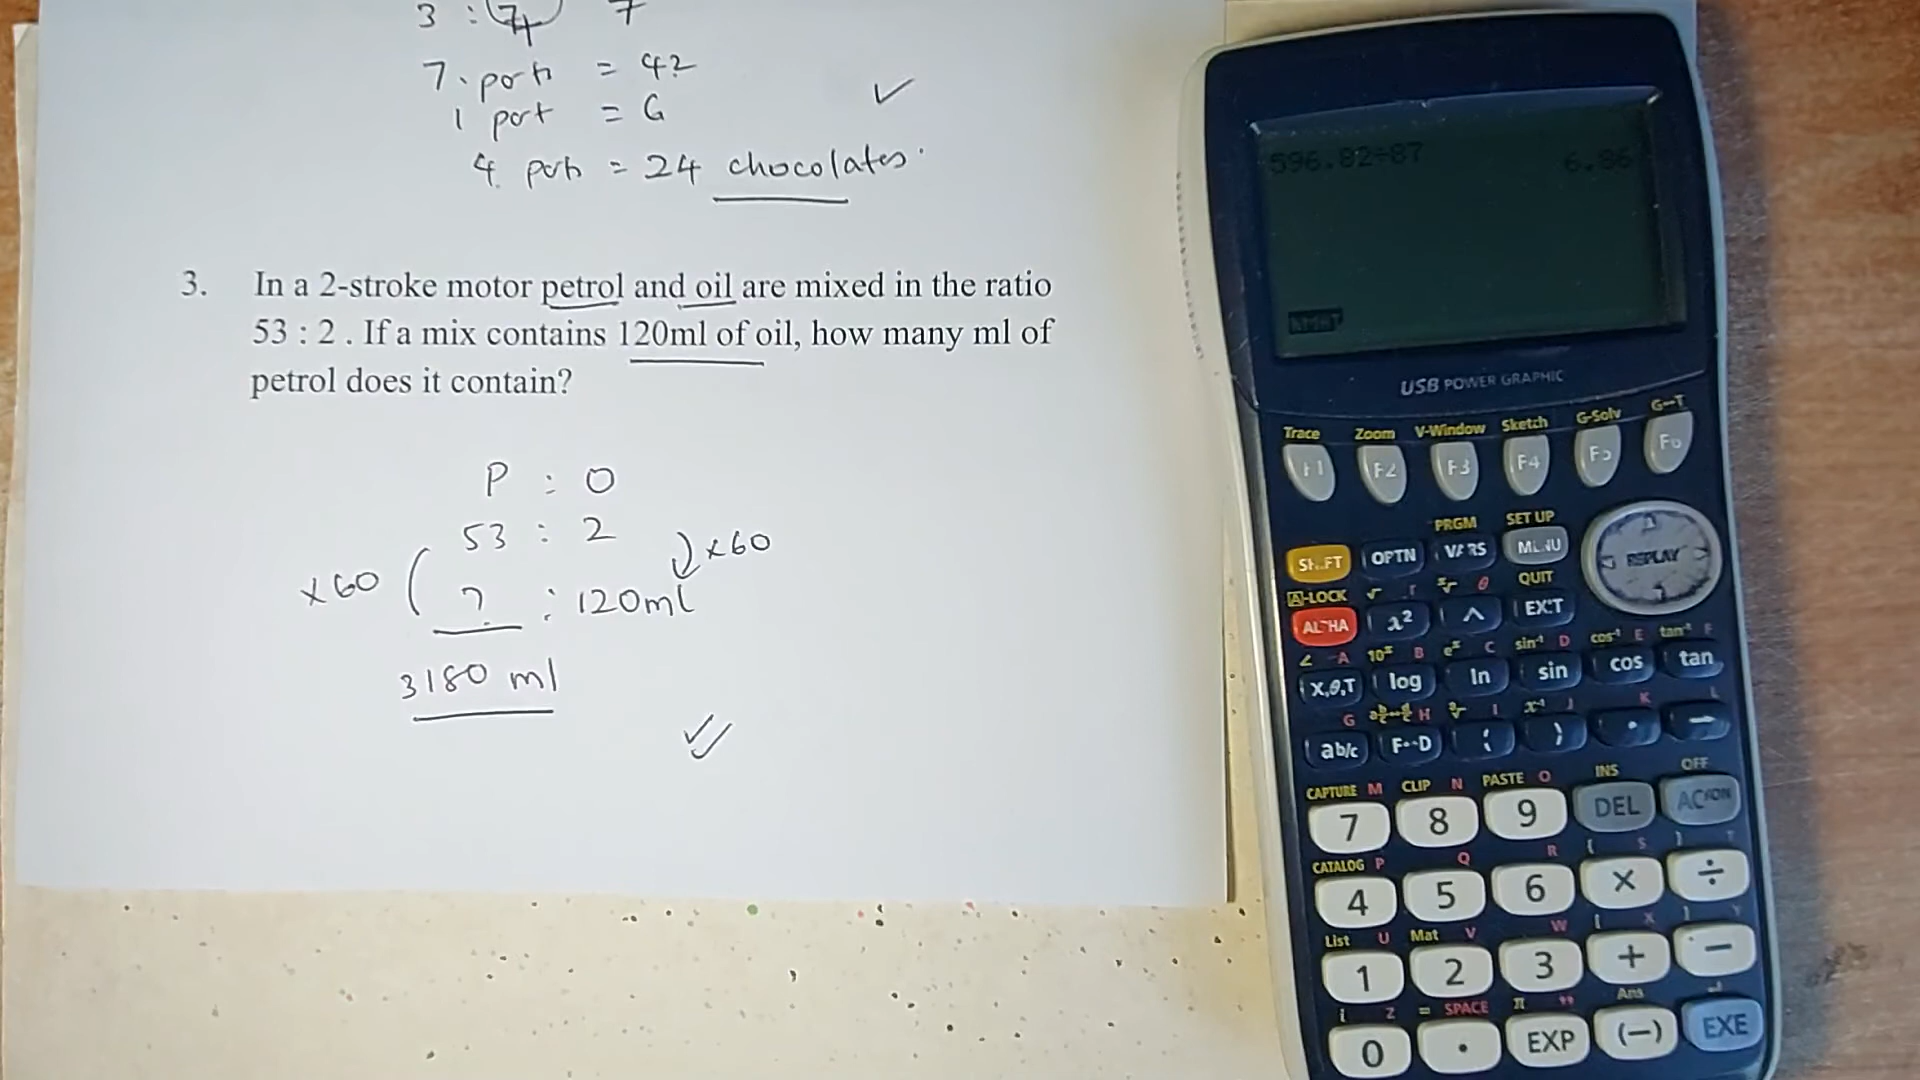 3 : 7 7
7 parts = 42
1 part = 6
4 parts = 24 chocolates.
3. In a 2-stroke motor petrol and oil are mixed in the ratio
53 : 2 . If a mix contains 120ml of oil, how many ml of
petrol does it contain?
P : O
53 : 2
×60 ×60
? : 120ml
3180 ml
596.82÷87 6.86
USB POWER GRAPHIC
Trace Zoom V-Window Sketch G-Solv G↔T
F1 F2 F3 F4 F5 F6
PRGM SET UP
SHIFT OPTN VARS MENU REPLAY
A-LOCK √ r x√ θ QUIT
ALPHA x² ^ EXIT
∠ A 10ˣ B eˣ C sin⁻¹ D cos⁻¹ E tan⁻¹ F
X,θ,T log ln sin cos tan
G H ³√ I x⁻¹ J K L
ab/c F↔D ( ) , →
CAPTURE M CLIP N PASTE O INS OFF
7 8 9 DEL AC/ON
CATALOG P Q R { S } T
4 5 6 × ÷
List U Mat V W [ X ] Y
1 2 3 + −
i Z = SPACE π " Ans ↵
0 . EXP (−) EXE